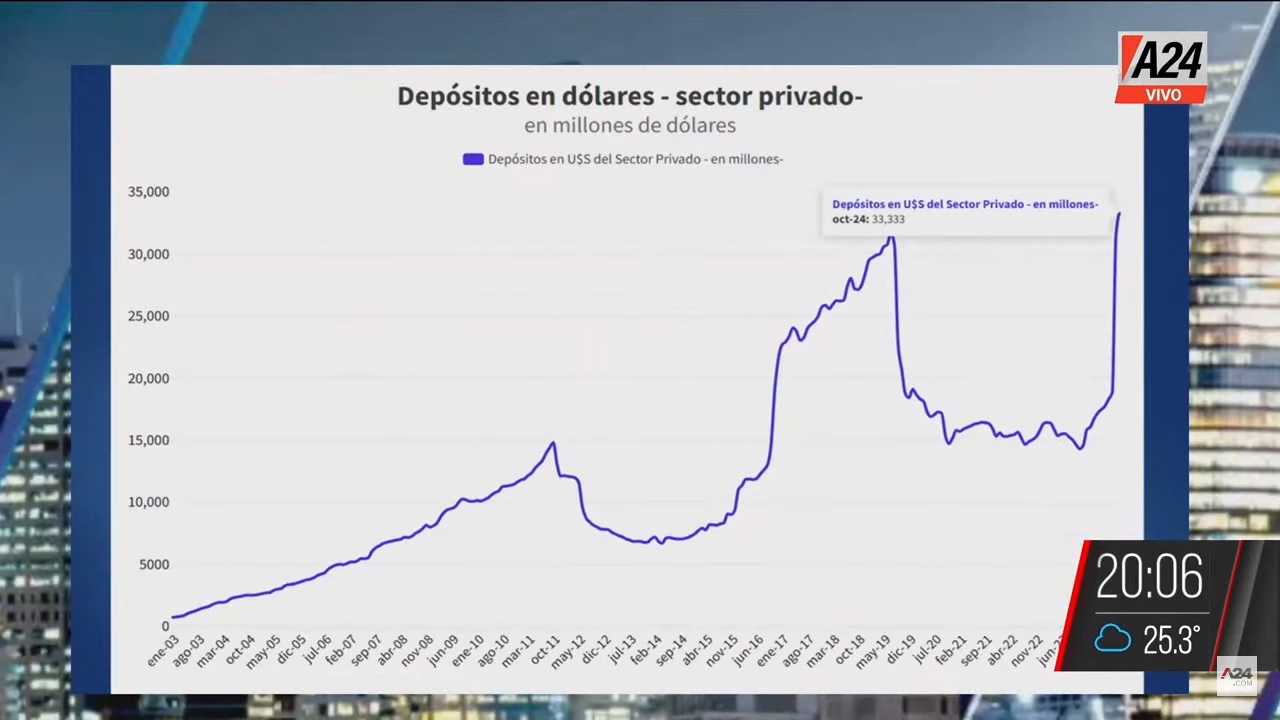 A24
VIVO
Depósitos en dólares - sector privado-
en millones de dólares
Depósitos en U$S del Sector Privado - en millones-
35,000
30,000
25,000
20,000
15,000
10,000
5000
0
Depósitos en U$S del Sector Privado - en millones-
oct-24: 33,333
ene-03
ago-03
mar-04
oct-04
may-05
dic-05
jul-06
feb-07
sep-07
abr-08
nov-08
jun-09
ene-10
ago-10
mar-11
oct-11
may-12
dic-12
jul-13
feb-14
sep-14
abr-15
nov-15
jun-16
ene-17
ago-17
mar-18
oct-18
may-19
dic-19
jul-20
feb-21
sep-21
abr-22
nov-22
20:06
25.3°
A24
.COM